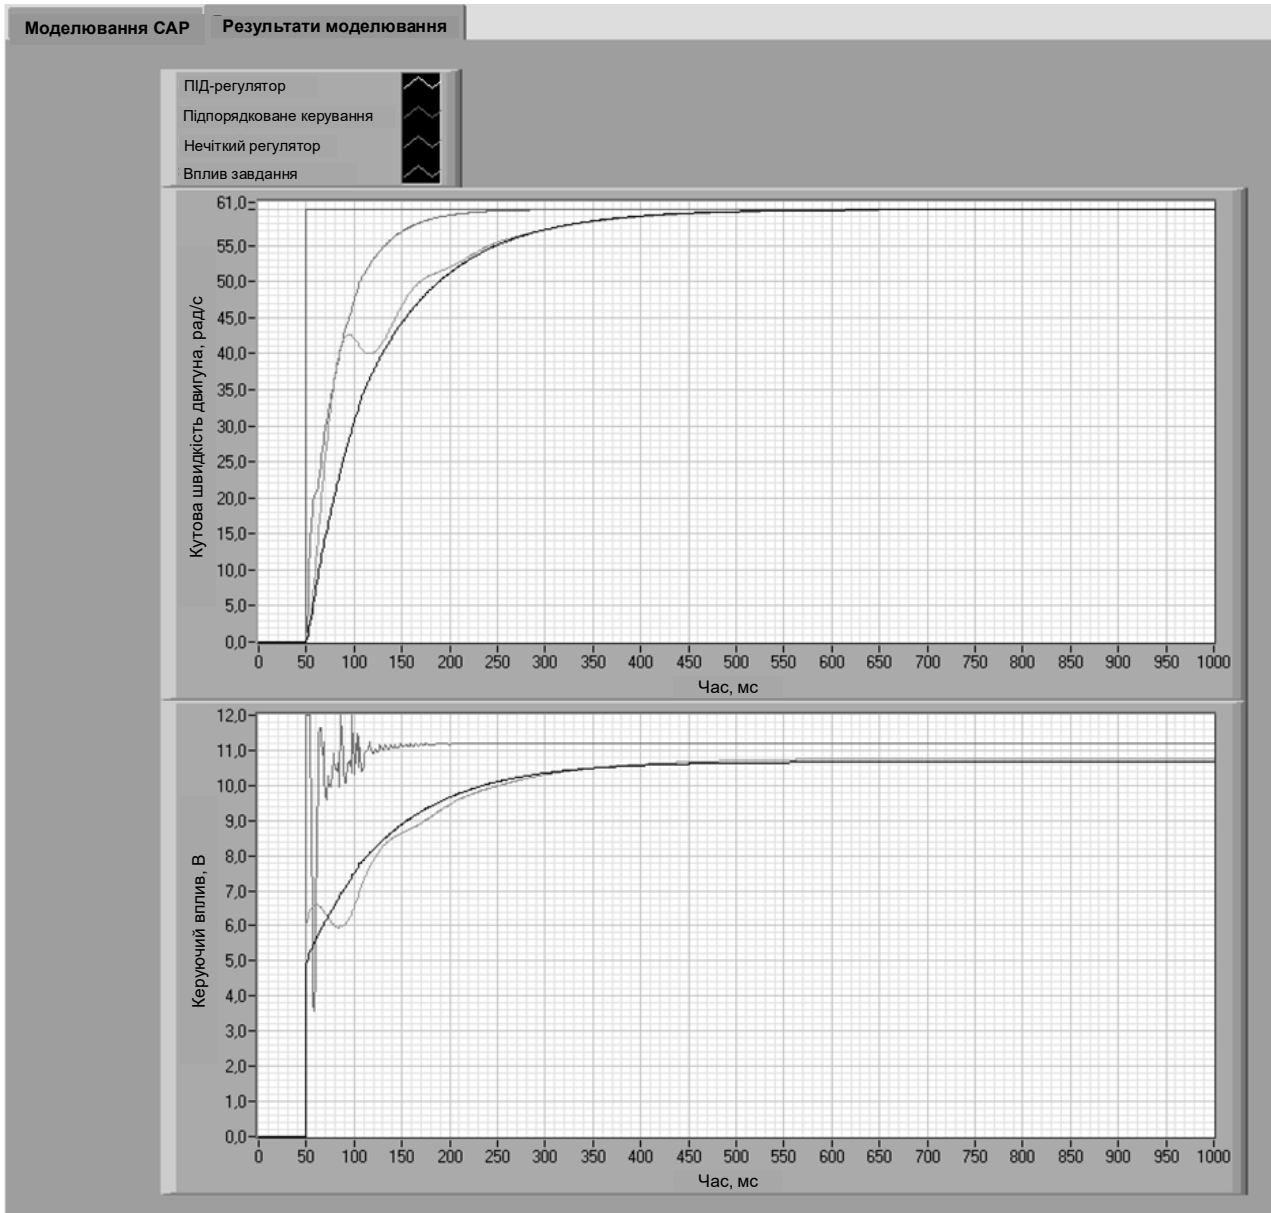 Моделювання САР
Результати моделювання
ПІД-регулятор
Підпорядковане керування
Нечіткий регулятор
Вплив завдання
Кутова швидкість двигуна, рад/с
61,0
55,0
50,0
45,0
40,0
35,0
30,0
25,0
20,0
15,0
10,0
5,0
0,0
0 50 100 150 200 250 300 350 400 450 500 550 600 650 700 750 800 850 900 950 1000
Час, мс
Керуючий вплив, В
12,0
11,0
10,0
9,0
8,0
7,0
6,0
5,0
4,0
3,0
2,0
1,0
0,0
0 50 100 150 200 250 300 350 400 450 500 550 600 650 700 750 800 850 900 950 1000
Час, мс